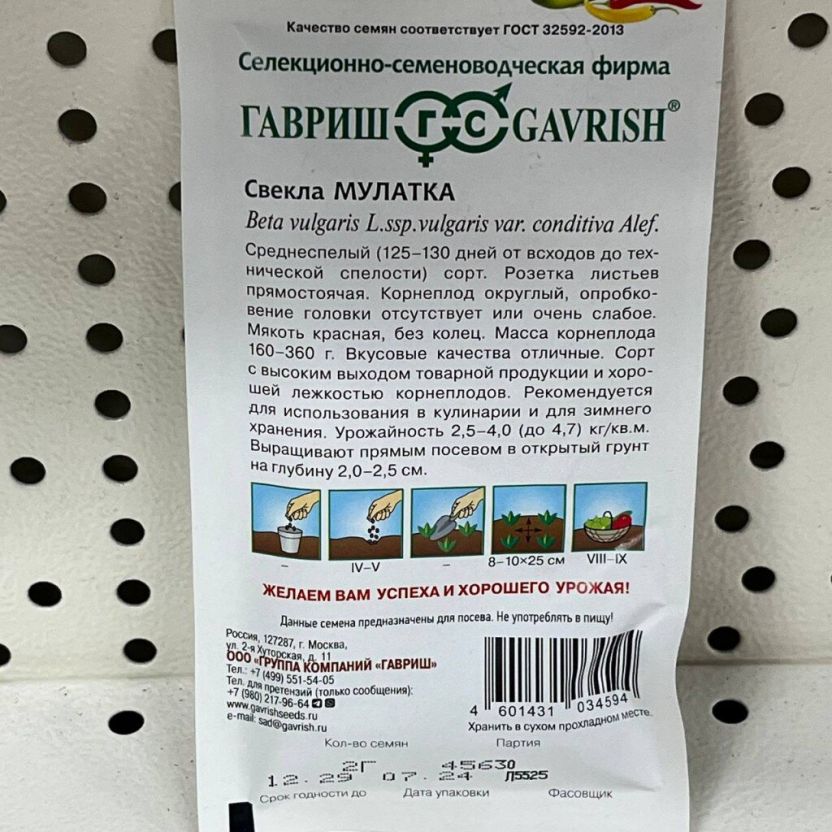 Качество семян соответствует ГОСТ 32592-2013
Селекционно-семеноводческая фирма
ГАВРИШ ГС GAVRISH®
Свекла МУЛАТКА
Beta vulgaris L.ssp.vulgaris var. conditiva Alef.
Среднеспелый (125–130 дней от всходов до тех-
нической спелости) сорт. Розетка листьев
прямостоячая. Корнеплод округлый, опробко-
вение головки отсутствует или очень слабое.
Мякоть красная, без колец. Масса корнеплода
160–360 г. Вкусовые качества отличные. Сорт
с высоким выходом товарной продукции и хоро-
шей лежкостью корнеплодов. Рекомендуется
для использования в кулинарии и для зимнего
хранения. Урожайность 2,5–4,0 (до 4,7) кг/кв.м.
Выращивают прямым посевом в открытый грунт
на глубину 2,0–2,5 см.
– IV–V – 8–10×25 см VIII–IX
ЖЕЛАЕМ ВАМ УСПЕХА И ХОРОШЕГО УРОЖАЯ!
Данные семена предназначены для посева. Не употреблять в пищу!
Россия, 127287, г. Москва,
ул. 2-я Хуторская, д. 11
ООО «ГРУППА КОМПАНИЙ «ГАВРИШ»
Тел.: +7 (499) 551-54-05
Тел. для претензий (только сообщения):
+7 (980) 217-96-64
www.gavrishseeds.ru
e-mail: sad@gavrish.ru
4 601431 034594
Хранить в сухом прохладном месте.
Кол-во семян Партия
2Г 45630
12.29 07.24 Л5525
Срок годности до Дата упаковки Фасовщик